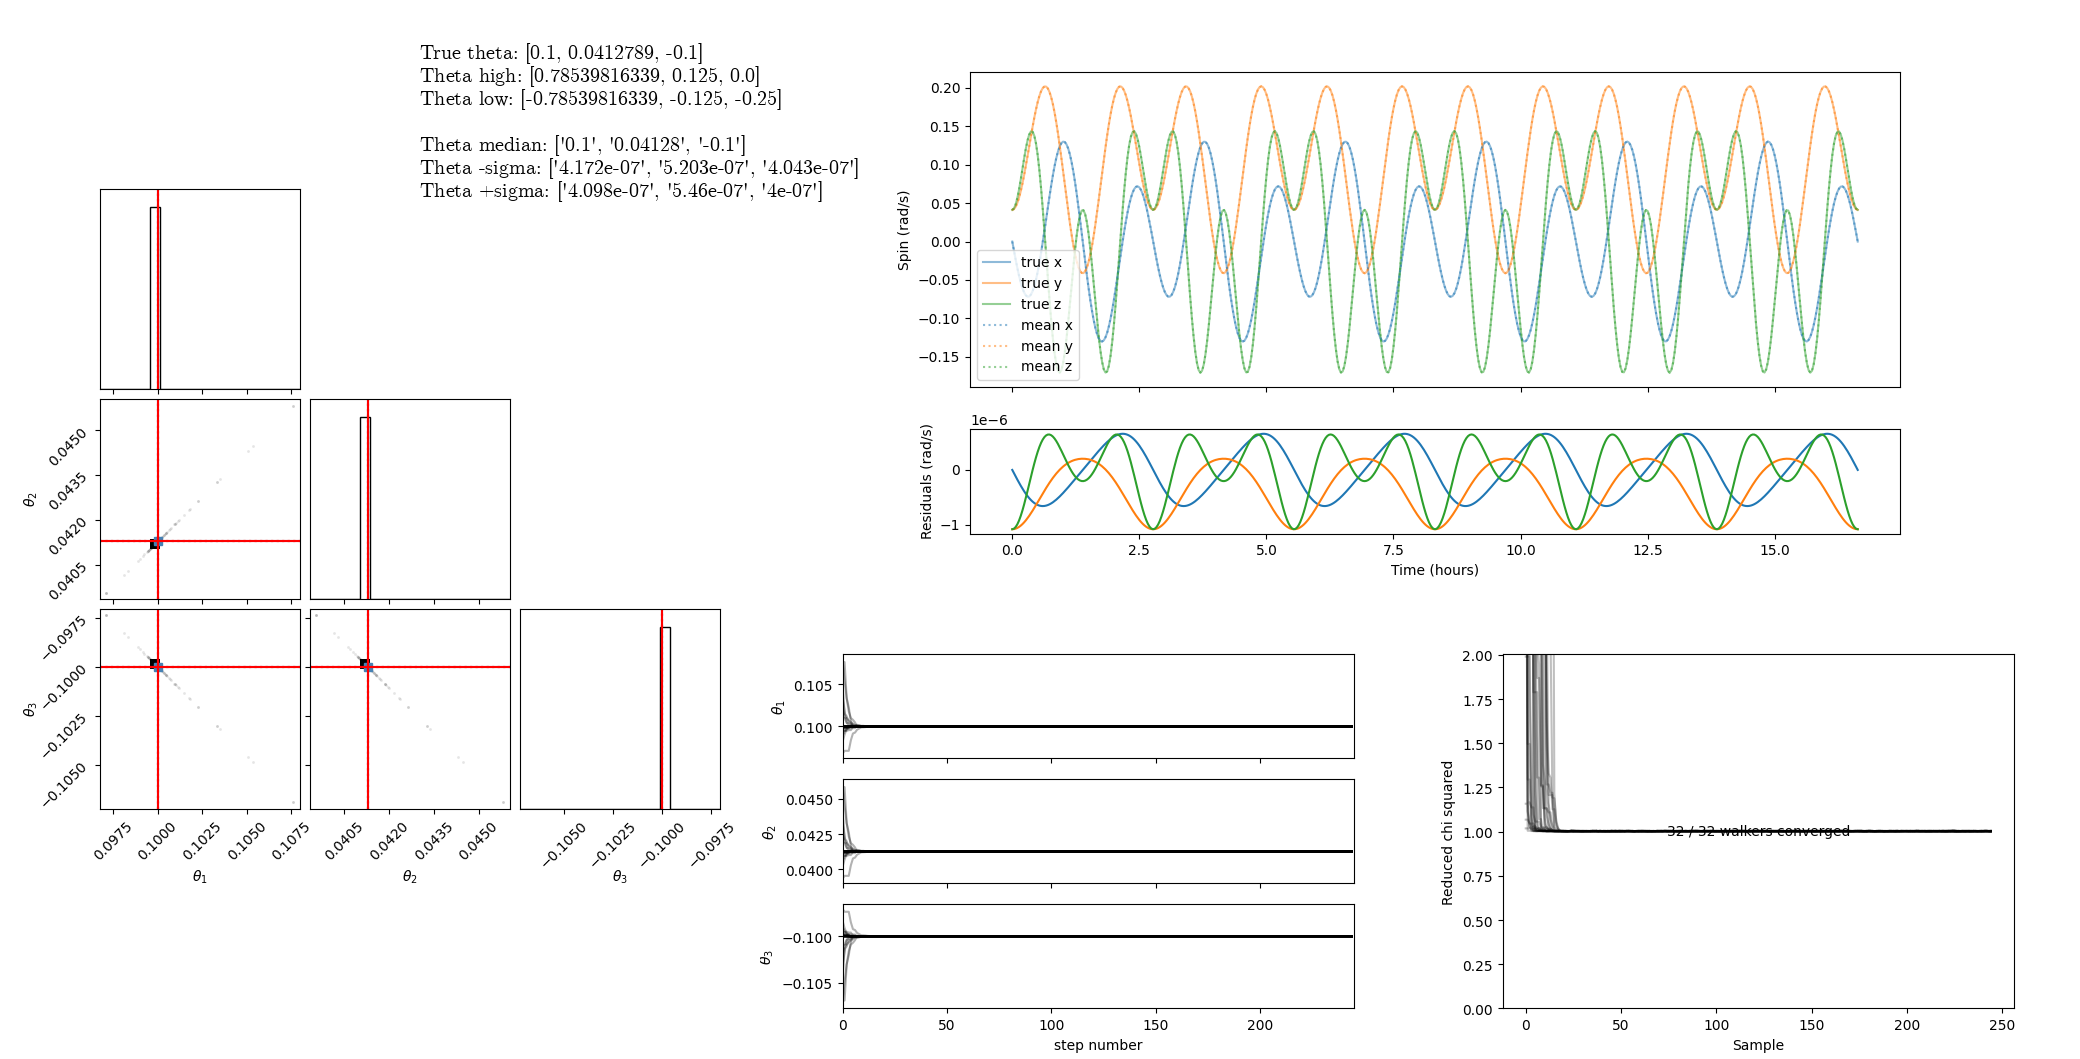 True theta: [0.1, 0.0412789, -0.1]
Theta high: [0.78539816339, 0.125, 0.0]
Theta low: [-0.78539816339, -0.125, -0.25]
Theta median: ['0.1', '0.04128', '-0.1']
Theta -sigma: ['4.172e-07', '5.203e-07', '4.043e-07']
Theta +sigma: ['4.098e-07', '5.46e-07', '4e-07']
θ2
0.0450
0.0435
0.0420
0.0405
θ3
−0.0975
−0.1000
−0.1025
−0.1050
0.0975
0.1000
0.1025
0.1050
0.1075
θ1
0.0405
0.0420
0.0435
0.0450
θ2
−0.1050
−0.1025
−0.1000
−0.0975
θ3
Spin (rad/s)
0.20
0.15
0.10
0.05
0.00
−0.05
−0.10
−0.15
true x
true y
true z
mean x
mean y
mean z
1e−6
Residuals (rad/s)
0
−1
0.0 2.5 5.0 7.5 10.0 12.5 15.0
Time (hours)
θ1
0.105
0.100
θ2
0.0450
0.0425
0.0400
θ3
−0.100
−0.105
0 50 100 150 200
step number
Reduced chi squared
2.00
1.75
1.50
1.25
1.00
0.75
0.50
0.25
0.00
32 / 32 walkers converged
0 50 100 150 200 250
Sample